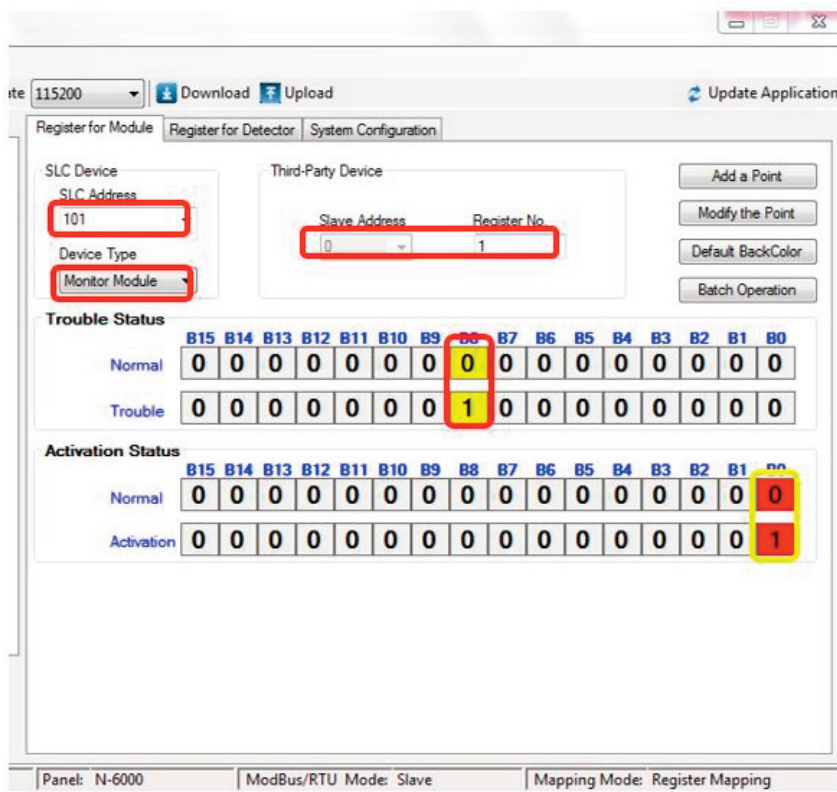 ate 115200 Download Upload Update Application
Register for Module Register for Detector System Configuration
SLC Device Third-Party Device
SLC Address
101
Slave Address Register No.
0 1
Device Type
Monitor Module
Add a Point
Modify the Point
Default BackColor
Batch Operation
Trouble Status
B15 B14 B13 B12 B11 B10 B9 B8 B7 B6 B5 B4 B3 B2 B1 B0
Normal 0 0 0 0 0 0 0 0 0 0 0 0 0 0 0 0
Trouble 0 0 0 0 0 0 0 1 0 0 0 0 0 0 0 0
Activation Status
B15 B14 B13 B12 B11 B10 B9 B8 B7 B6 B5 B4 B3 B2 B1 B0
Normal 0 0 0 0 0 0 0 0 0 0 0 0 0 0 0 0
Activation 0 0 0 0 0 0 0 0 0 0 0 0 0 0 0 1
Panel: N-6000 ModBus/RTU Mode: Slave Mapping Mode: Register Mapping